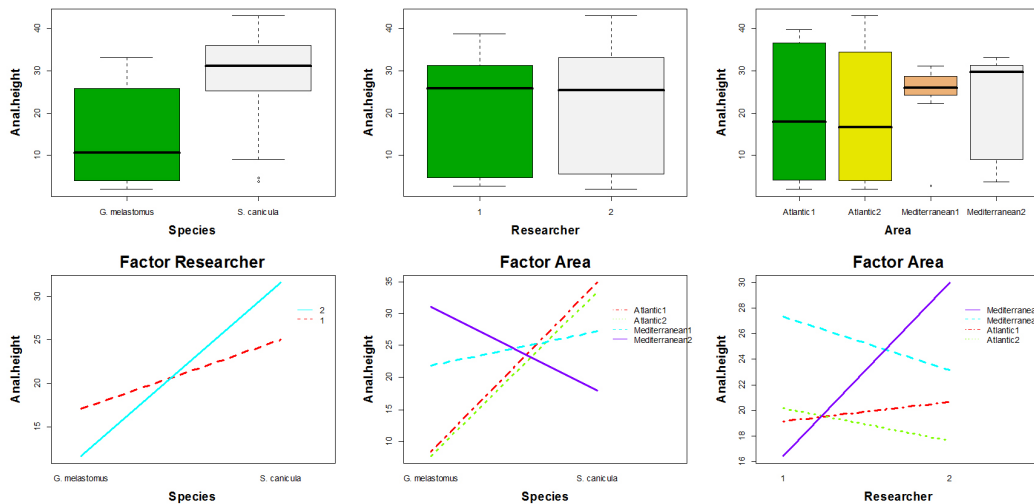 Anal.height
40
30
20
10
G. melastomus
S. canicula
Species
Anal.height
40
30
20
10
1
2
Researcher
Anal.height
40
30
20
10
Atlantic1
Atlantic2
Mediterranean1
Mediterranean2
Area
Factor Researcher
Anal.height
30
25
20
15
2
1
G. melastomus
S. canicula
Species
Factor Area
Anal.height
35
30
25
20
15
10
Atlantic1
Atlantic2
Mediterranean1
Mediterranean2
G. melastomus
S. canicula
Species
Factor Area
Anal.height
30
28
26
24
22
20
18
16
Mediterranea
Mediterranea
Atlantic1
Atlantic2
1
2
Researcher